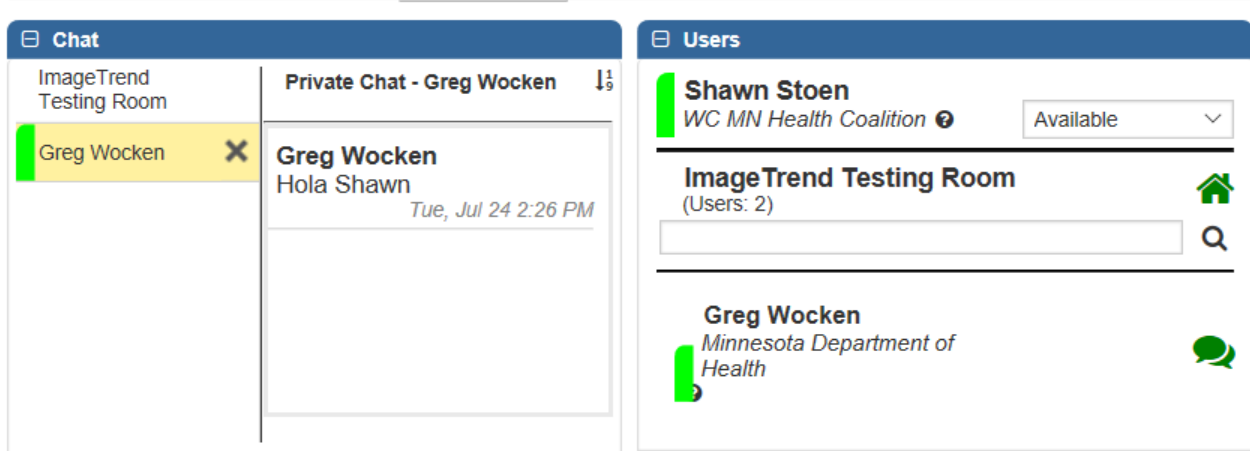 Chat
ImageTrend
Testing Room
Greg Wocken
Private Chat - Greg Wocken
1
9
Greg Wocken
Hola Shawn
Tue, Jul 24 2:26 PM
Users
Shawn Stoen
WC MN Health Coalition ?
Available
ImageTrend Testing Room
(Users: 2)
Greg Wocken
Minnesota Department of
Health
?